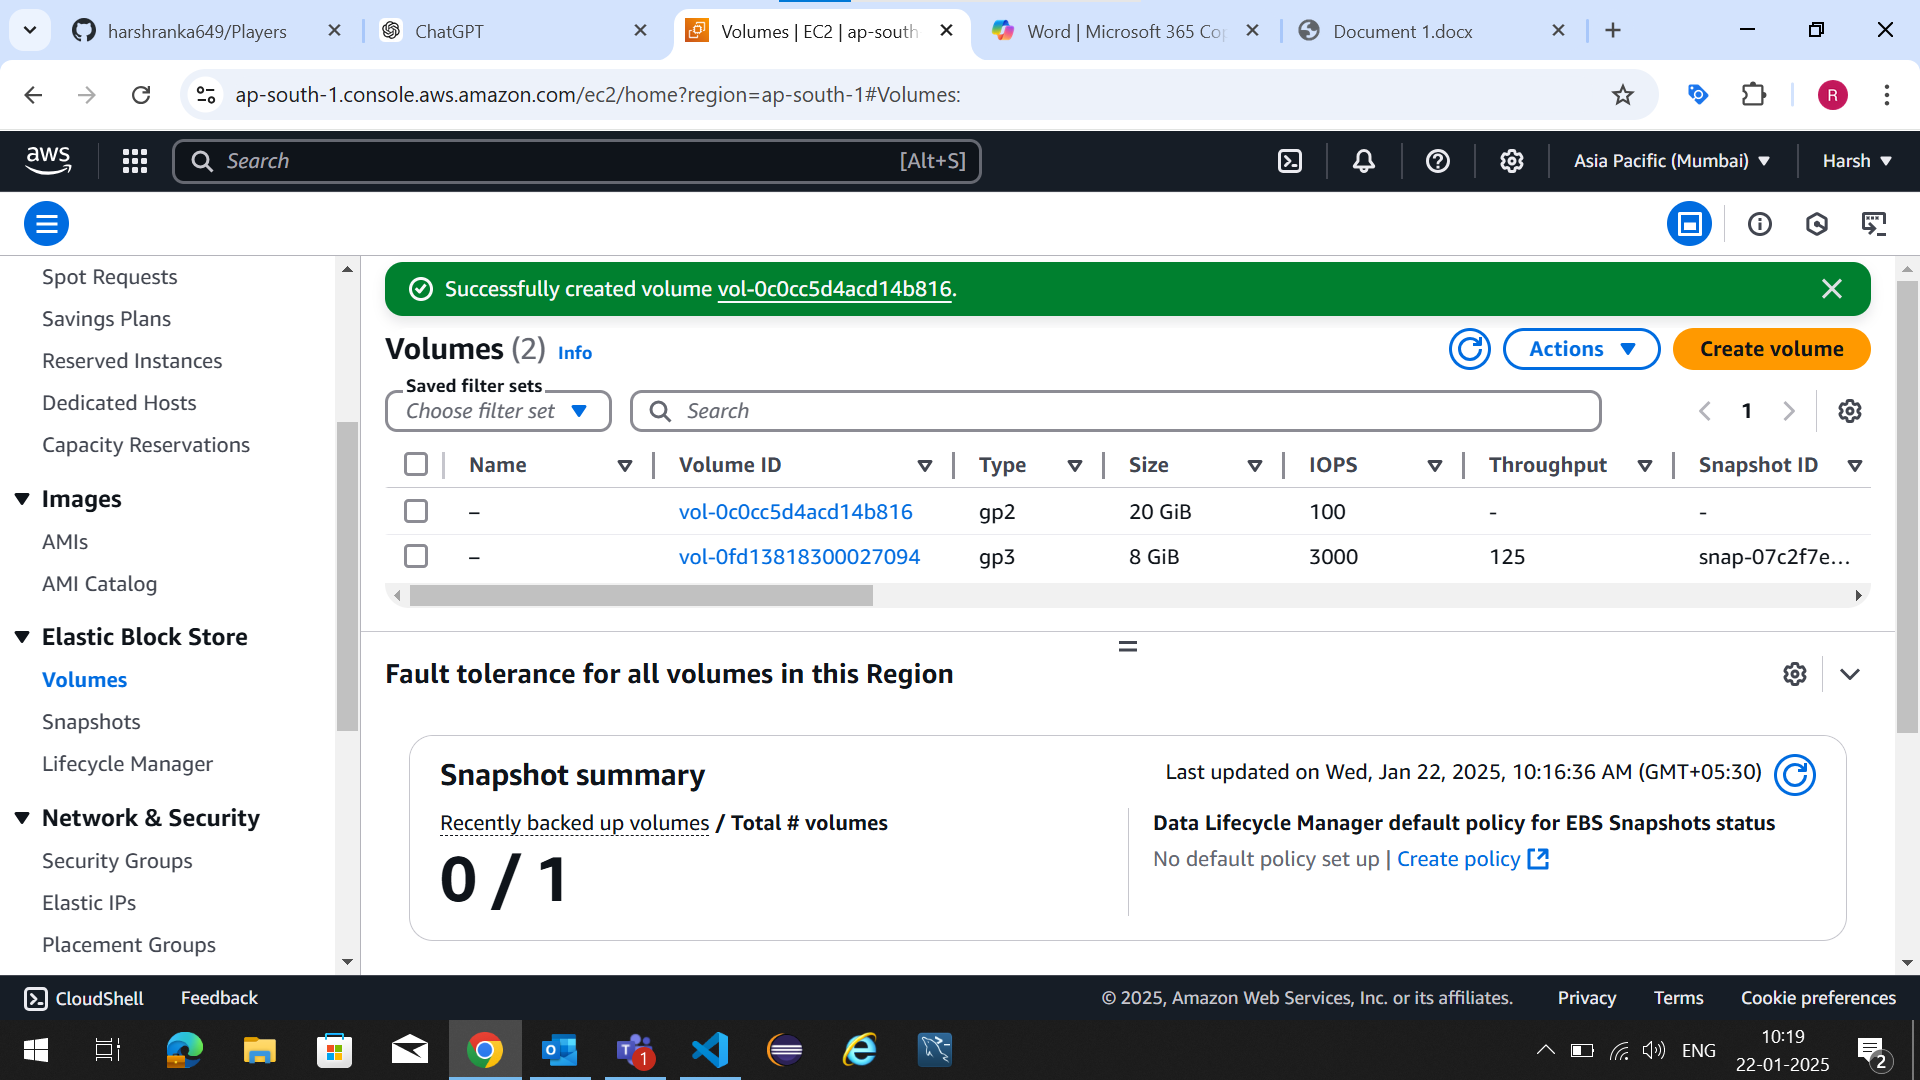 harshranka649/Players
ChatGPT
Volumes | EC2 | ap-south
Word | Microsoft 365 Cop
Document 1.docx
ap-south-1.console.aws.amazon.com/ec2/home?region=ap-south-1#Volumes:
R
aws
Search
[Alt+S]
Asia Pacific (Mumbai)
Harsh
Spot Requests
Savings Plans
Reserved Instances
Dedicated Hosts
Capacity Reservations
Images
AMIs
AMI Catalog
Elastic Block Store
Volumes
Snapshots
Lifecycle Manager
Network & Security
Security Groups
Elastic IPs
Placement Groups
Successfully created volume vol-0c0cc5d4acd14b816.
Volumes (2) Info
Actions
Create volume
Saved filter sets
Choose filter set
Search
1
Name Volume ID Type Size IOPS Throughput Snapshot ID
– vol-0c0cc5d4acd14b816 gp2 20 GiB 100 - -
– vol-0fd13818300027094 gp3 8 GiB 3000 125 snap-07c2f7e...
Fault tolerance for all volumes in this Region
Snapshot summary
Last updated on Wed, Jan 22, 2025, 10:16:36 AM (GMT+05:30)
Recently backed up volumes / Total # volumes
0 / 1
Data Lifecycle Manager default policy for EBS Snapshots status
No default policy set up | Create policy
CloudShell
Feedback
© 2025, Amazon Web Services, Inc. or its affiliates.
Privacy
Terms
Cookie preferences
1
ENG
10:19
22-01-2025
2